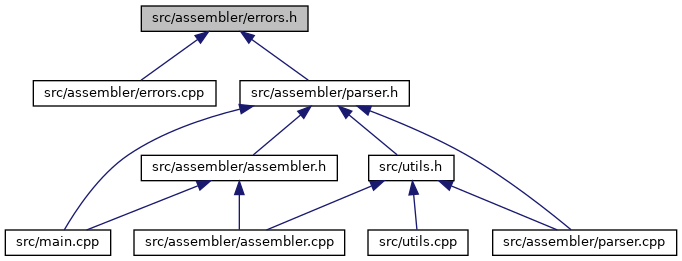 src/assembler/errors.h
src/assembler/errors.cpp
src/assembler/parser.h
src/assembler/assembler.h
src/utils.h
src/main.cpp
src/assembler/assembler.cpp
src/utils.cpp
src/assembler/parser.cpp